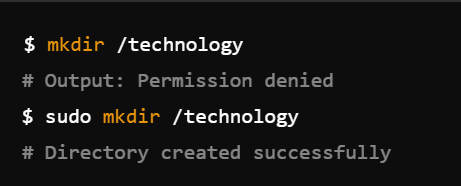 $ mkdir /technology
# Output: Permission denied
$ sudo mkdir /technology
# Directory created successfully